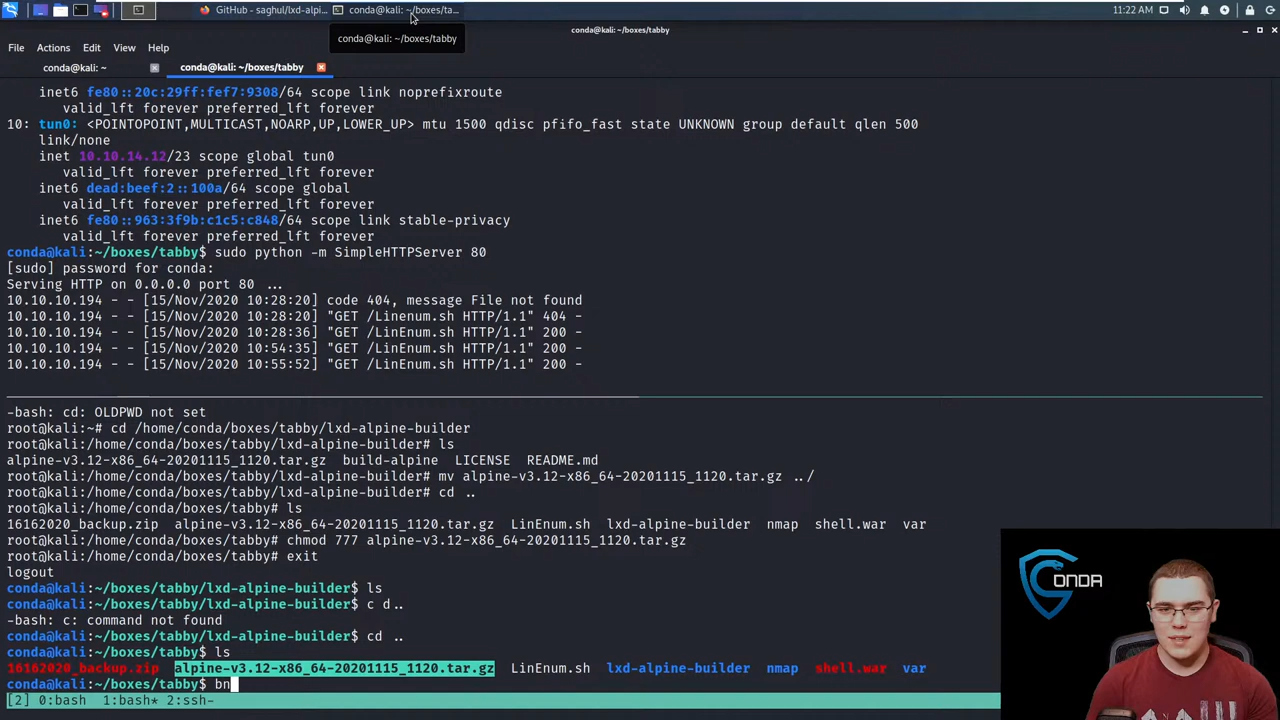 GitHub - saghul/lxd-alpi... conda@kali: ~/boxes/ta... 11:22 AM
conda@kali: ~/boxes/tabby
conda@kali: ~/boxes/tabby
File Actions Edit View Help
conda@kali: ~ conda@kali: ~/boxes/tabby
inet6 fe80::20c:29ff:fef7:9308/64 scope link noprefixroute
valid_lft forever preferred_lft forever
10: tun0: <POINTOPOINT,MULTICAST,NOARP,UP,LOWER_UP> mtu 1500 qdisc pfifo_fast state UNKNOWN group default qlen 500
link/none
inet 10.10.14.12/23 scope global tun0
valid_lft forever preferred_lft forever
inet6 dead:beef:2::100a/64 scope global
valid_lft forever preferred_lft forever
inet6 fe80::963:3f9b:c1c5:c848/64 scope link stable-privacy
valid_lft forever preferred_lft forever
conda@kali:~/boxes/tabby$ sudo python -m SimpleHTTPServer 80
[sudo] password for conda:
Serving HTTP on 0.0.0.0 port 80 ...
10.10.10.194 - - [15/Nov/2020 10:28:20] code 404, message File not found
10.10.10.194 - - [15/Nov/2020 10:28:20] "GET /Linenum.sh HTTP/1.1" 404 -
10.10.10.194 - - [15/Nov/2020 10:28:36] "GET /LinEnum.sh HTTP/1.1" 200 -
10.10.10.194 - - [15/Nov/2020 10:54:35] "GET /LinEnum.sh HTTP/1.1" 200 -
10.10.10.194 - - [15/Nov/2020 10:55:52] "GET /LinEnum.sh HTTP/1.1" 200 -
-bash: cd: OLDPWD not set
root@kali:~# cd /home/conda/boxes/tabby/lxd-alpine-builder
root@kali:/home/conda/boxes/tabby/lxd-alpine-builder# ls
alpine-v3.12-x86_64-20201115_1120.tar.gz build-alpine LICENSE README.md
root@kali:/home/conda/boxes/tabby/lxd-alpine-builder# mv alpine-v3.12-x86_64-20201115_1120.tar.gz ../
root@kali:/home/conda/boxes/tabby/lxd-alpine-builder# cd ..
root@kali:/home/conda/boxes/tabby# ls
16162020_backup.zip alpine-v3.12-x86_64-20201115_1120.tar.gz LinEnum.sh lxd-alpine-builder nmap shell.war var
root@kali:/home/conda/boxes/tabby# chmod 777 alpine-v3.12-x86_64-20201115_1120.tar.gz
root@kali:/home/conda/boxes/tabby# exit
logout
conda@kali:~/boxes/tabby/lxd-alpine-builder$ ls
conda@kali:~/boxes/tabby/lxd-alpine-builder$ c d..
-bash: c: command not found
conda@kali:~/boxes/tabby/lxd-alpine-builder$ cd ..
conda@kali:~/boxes/tabby$ ls
16162020_backup.zip alpine-v3.12-x86_64-20201115_1120.tar.gz LinEnum.sh lxd-alpine-builder nmap shell.war var
conda@kali:~/boxes/tabby$ bn
[2] 0:bash 1:bash* 2:ssh-
CONDA